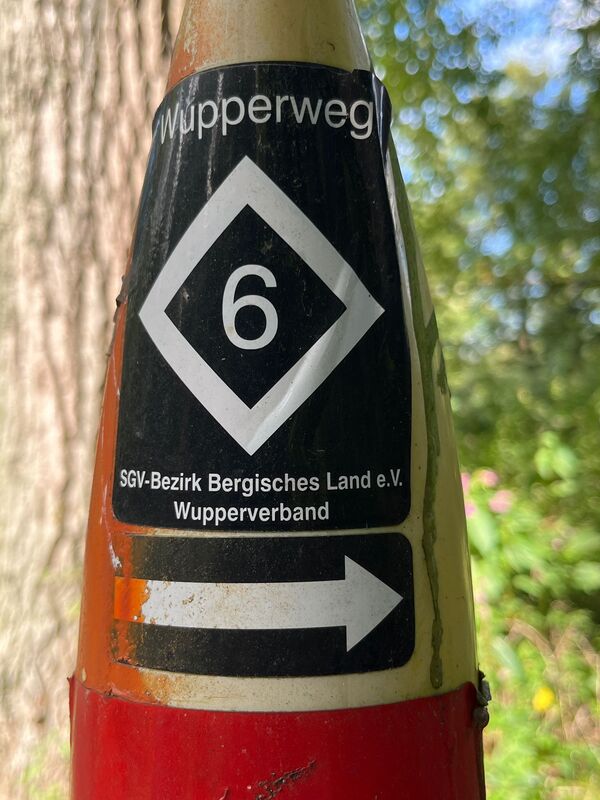 Wupperweg
6
SGV-Bezirk Bergisches Land e.V.
Wupperverband